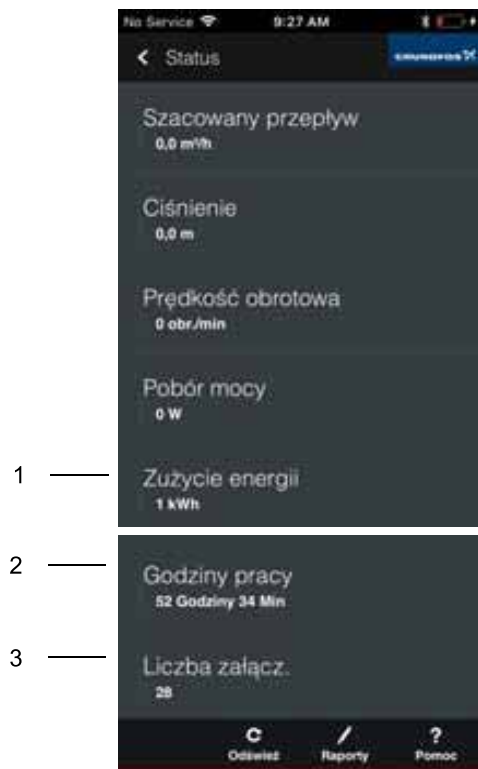 No Service 9:27 AM
Status
GRUNDFOS
Szacowany przepływ
0,0 m³/h
Ciśnienie
0,0 m
Prędkość obrotowa
0 obr./min
Pobór mocy
0 W
1 Zużycie energii
1 kWh
2 Godziny pracy
52 Godziny 34 Min
3 Liczba załącz.
28
Odśwież Raporty Pomoc